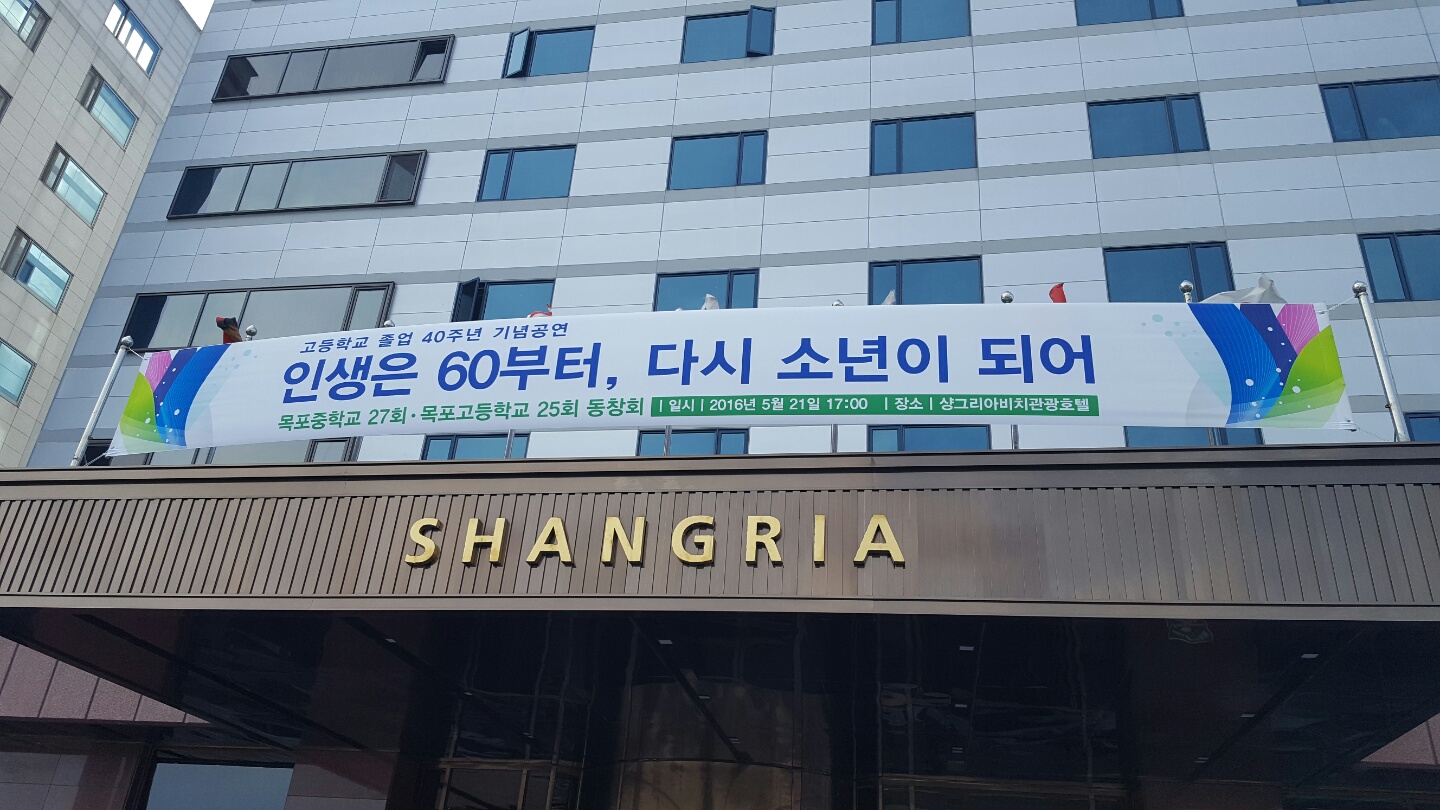 고등학교 졸업 40주년 기념공연
인생은 60부터, 다시 소년이 되어
목포중학교 27회·목포고등학교 25회 동창회 | 일시 | 2016년 5월 21일 17:00 | 장소 | 샹그리아비치관광호텔
SHANGRIA